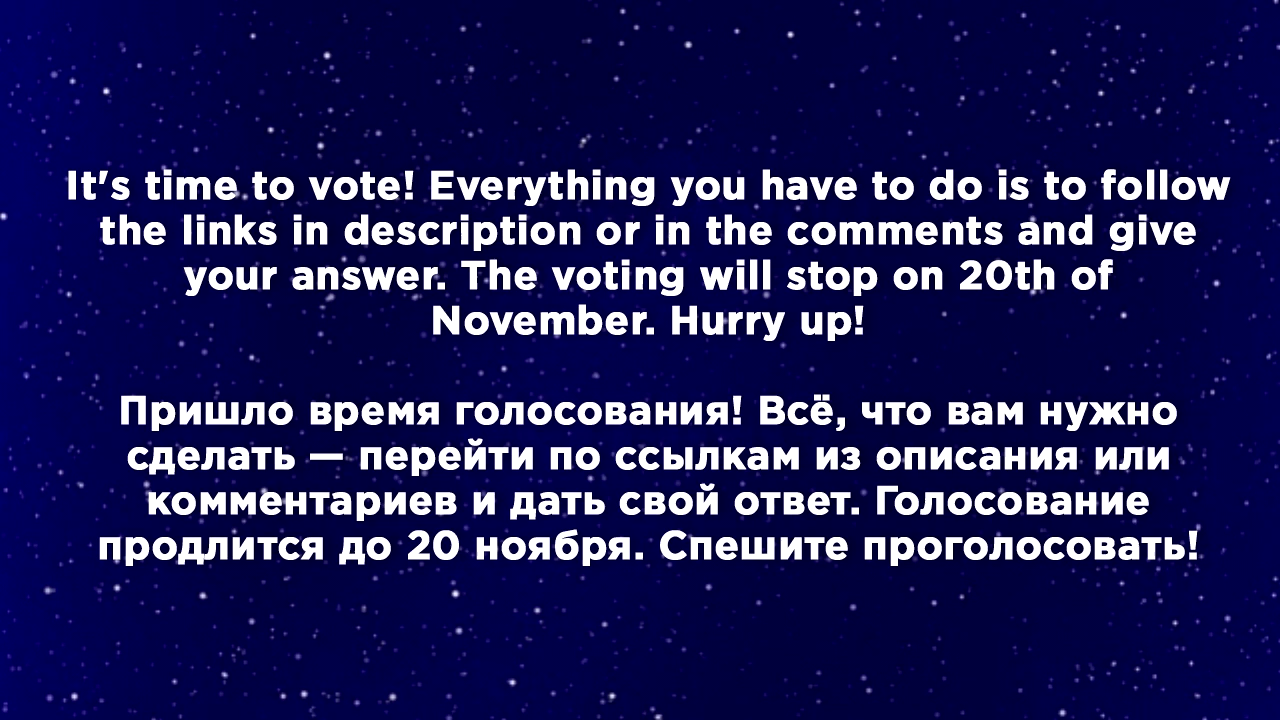 It's time to vote! Everything you have to do is to follow
the links in description or in the comments and give
your answer. The voting will stop on 20th of
November. Hurry up!
Пришло время голосования! Всё, что вам нужно
сделать — перейти по ссылкам из описания или
комментариев и дать свой ответ. Голосование
продлится до 20 ноября. Спешите проголосовать!